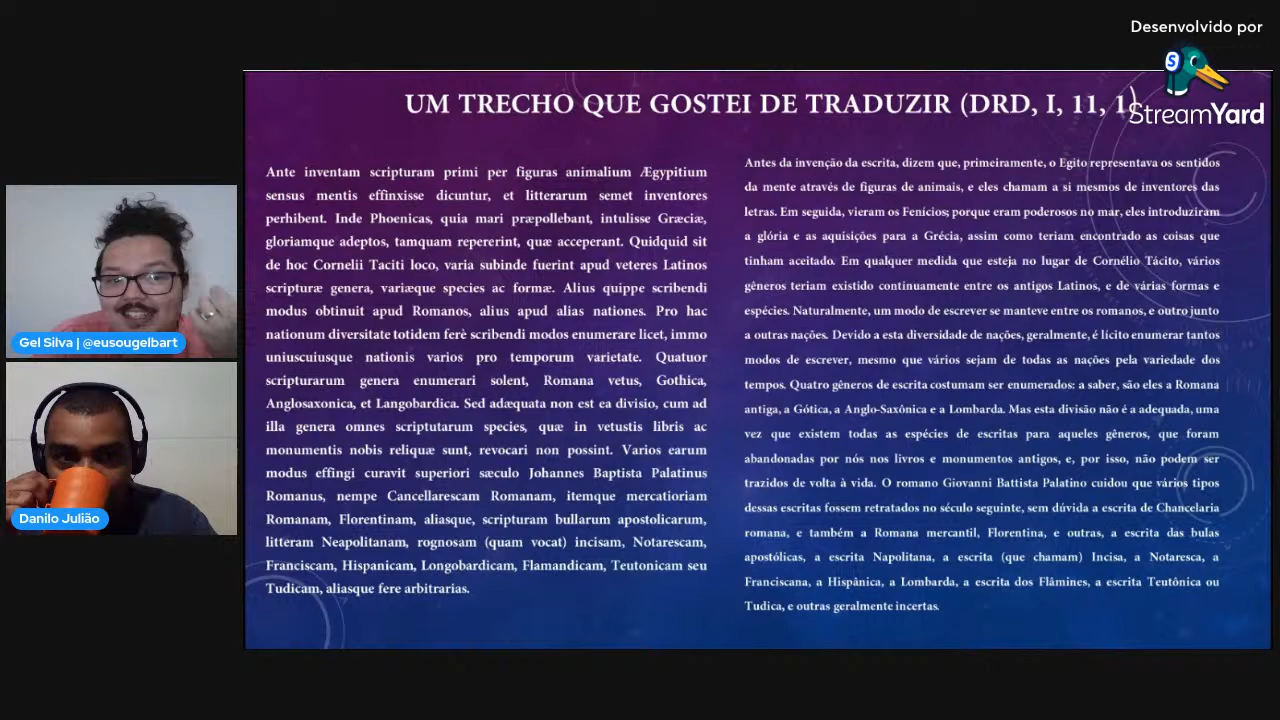 Desenvolvido por
StreamYard
UM TRECHO QUE GOSTEI DE TRADUZIR (DRD, I, 11, 1)
Ante inventam scripturam primi per figuras animalium Ægypitium
sensus mentis effinxisse dicuntur, et litterarum semet inventores
perhibent. Inde Phoenicas, quia mari præpollebant, intulisse Græciæ,
gloriamque adeptos, tamquam repererint, quæ acceperant. Quidquid sit
de hoc Cornelii Taciti loco, varia subinde fuerint apud veteres Latinos
scripturæ genera, variæque species ac formæ. Alius quippe scribendi
modus obtinuit apud Romanos, alius apud alias nationes. Pro hac
nationum diversitate totidem ferè scribendi modos enumerare licet, immo
uniuscuiusque nationis varios pro temporum varietate. Quatuor
scripturarum genera enumerari solent, Romana vetus, Gothica,
Anglosaxonica, et Langobardica. Sed adæquata non est ea divisio, cum ad
illa genera omnes scriptutarum species, quæ in vetustis libris ac
monumentis nobis reliquæ sunt, revocari non possint. Varios earum
modus effingi curavit superiori sæculo Johannes Baptista Palatinus
Romanus, nempe Cancellarescam Romanam, itemque mercatioriam
Romanam, Florentinam, aliasque, scripturam bullarum apostolicarum,
litteram Neapolitanam, rognosam (quam vocat) incisam, Notarescam,
Franciscam, Hispanicam, Longobardicam, Flamandicam, Teutonicam seu
Tudicam, aliasque fere arbitrarias.
Antes da invenção da escrita, dizem que, primeiramente, o Egito representava os sentidos
da mente através de figuras de animais, e eles chamam a si mesmos de inventores das
letras. Em seguida, vieram os Fenícios; porque eram poderosos no mar, eles introduziram
a glória e as aquisições para a Grécia, assim como teriam encontrado as coisas que
tinham aceitado. Em qualquer medida que esteja no lugar de Cornélio Tácito, vários
gêneros teriam existido continuamente entre os antigos Latinos, e de várias formas e
espécies. Naturalmente, um modo de escrever se manteve entre os romanos, e outro junto
a outras nações. Devido a esta diversidade de nações, geralmente, é lícito enumerar tantos
modos de escrever, mesmo que vários sejam de todas as nações pela variedade dos
tempos. Quatro gêneros de escrita costumam ser enumerados: a saber, são eles a Romana
antiga, a Gótica, a Anglo-Saxônica e a Lombarda. Mas esta divisão não é a adequada, uma
vez que existem todas as espécies de escritas para aqueles gêneros, que foram
abandonadas por nós nos livros e monumentos antigos, e, por isso, não podem ser
trazidos de volta à vida. O romano Giovanni Battista Palatino cuidou que vários tipos
dessas escritas fossem retratados no século seguinte, sem dúvida a escrita de Chancelaria
romana, e também a Romana mercantil, Florentina, e outras, a escrita das bulas
apostólicas, a escrita Napolitana, a escrita (que chamam) Incisa, a Notaresca, a
Franciscana, a Hispânica, a Lombarda, a escrita dos Flâmines, a escrita Teutônica ou
Tudica, e outras geralmente incertas.
Gel Silva | @eusougelbart
Danilo Julião